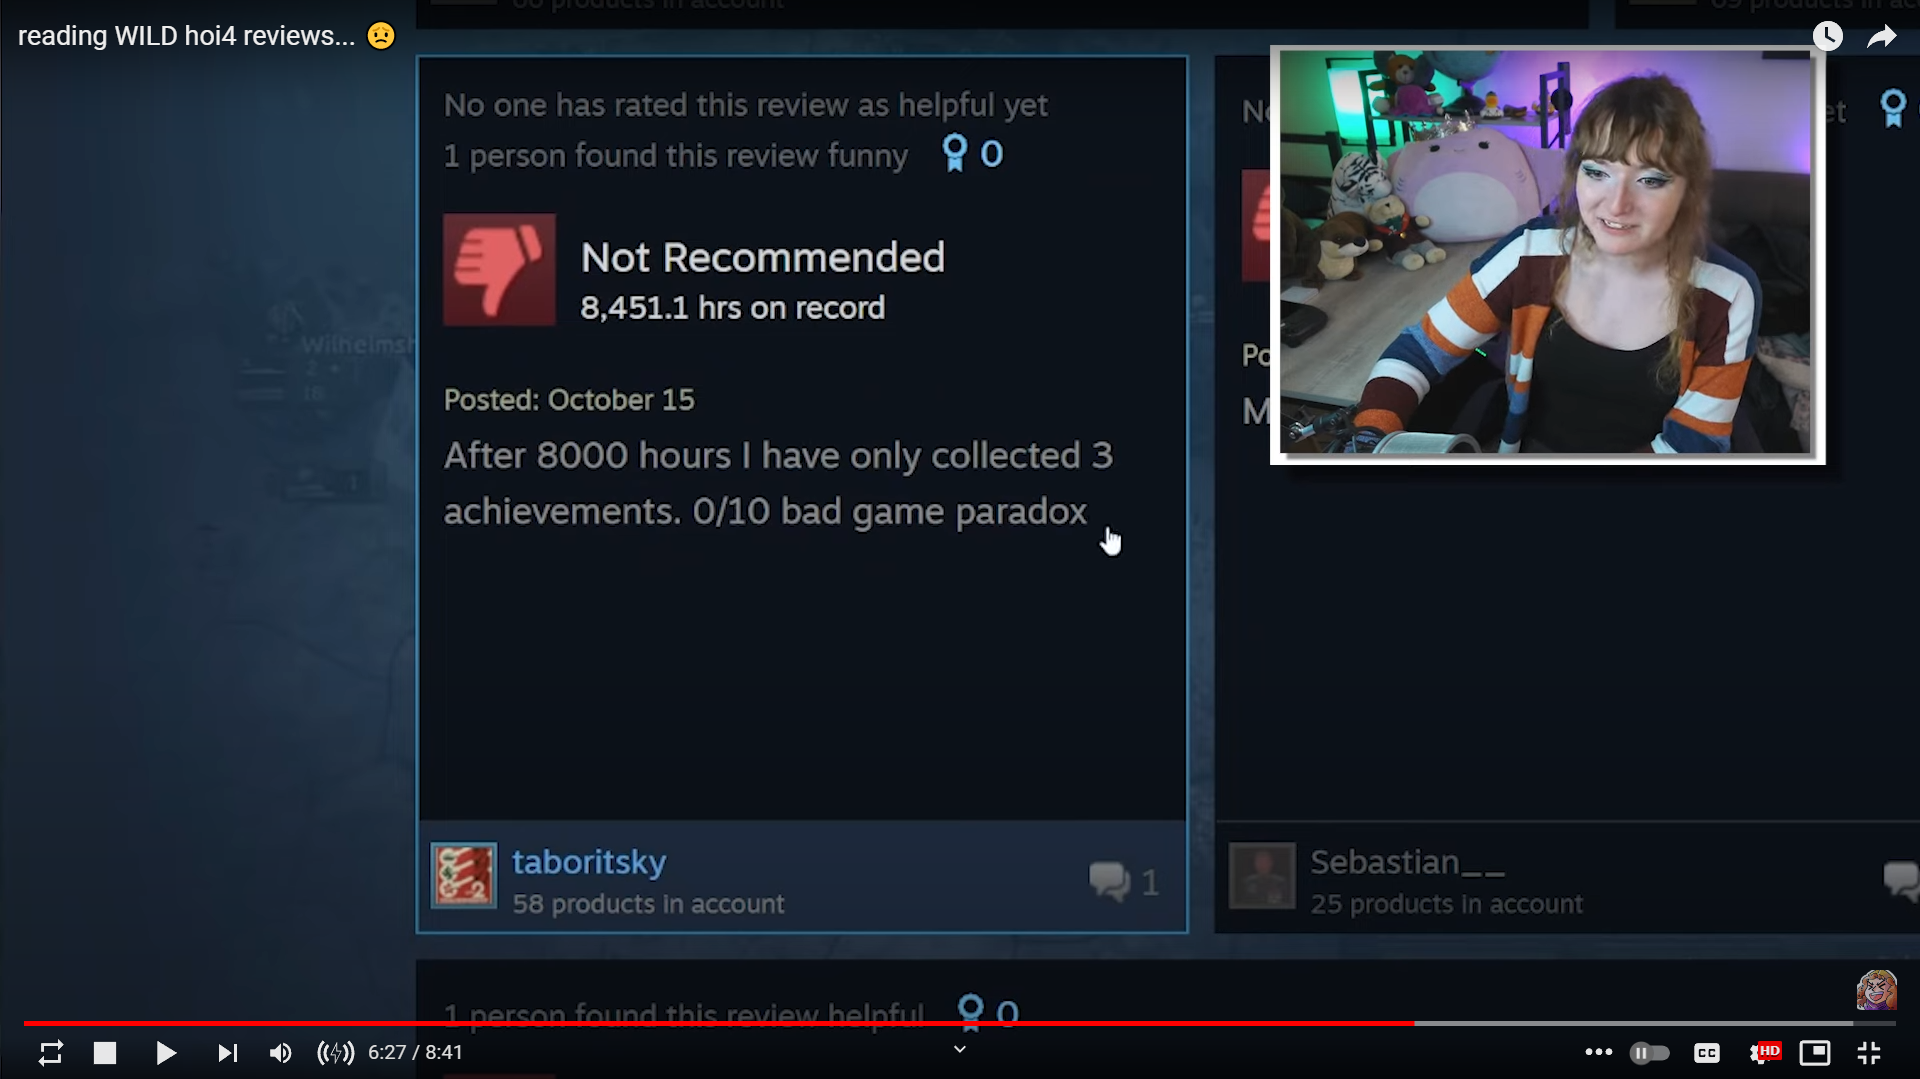 reading WILD hoi4 reviews... 😟
No one has rated this review as helpful yet
1 person found this review funny 0
Not Recommended
8,451.1 hrs on record
Posted: October 15
After 8000 hours I have only collected 3
achievements. 0/10 bad game paradox
taboritsky
58 products in account
1
Sebastian__
25 products in account
1 person found this review helpful 0
6:27 / 8:41
CC
HD